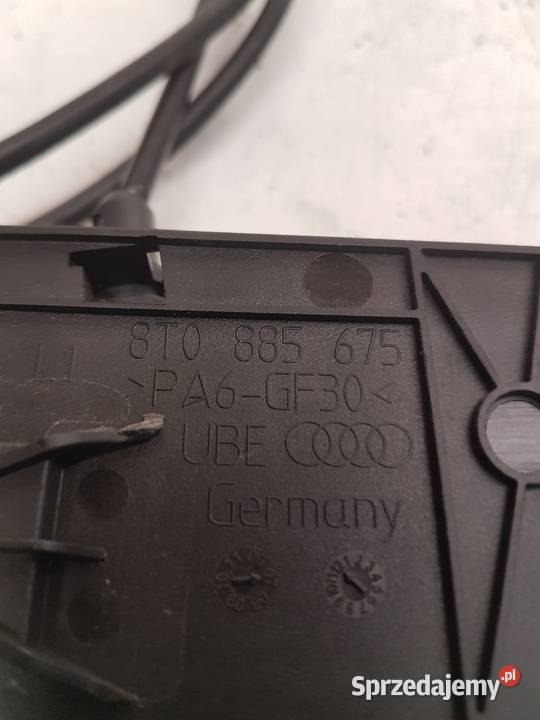 8T0 885 675
>PA6-GF30<
UBE
Germany
Sprzedajemy.pl